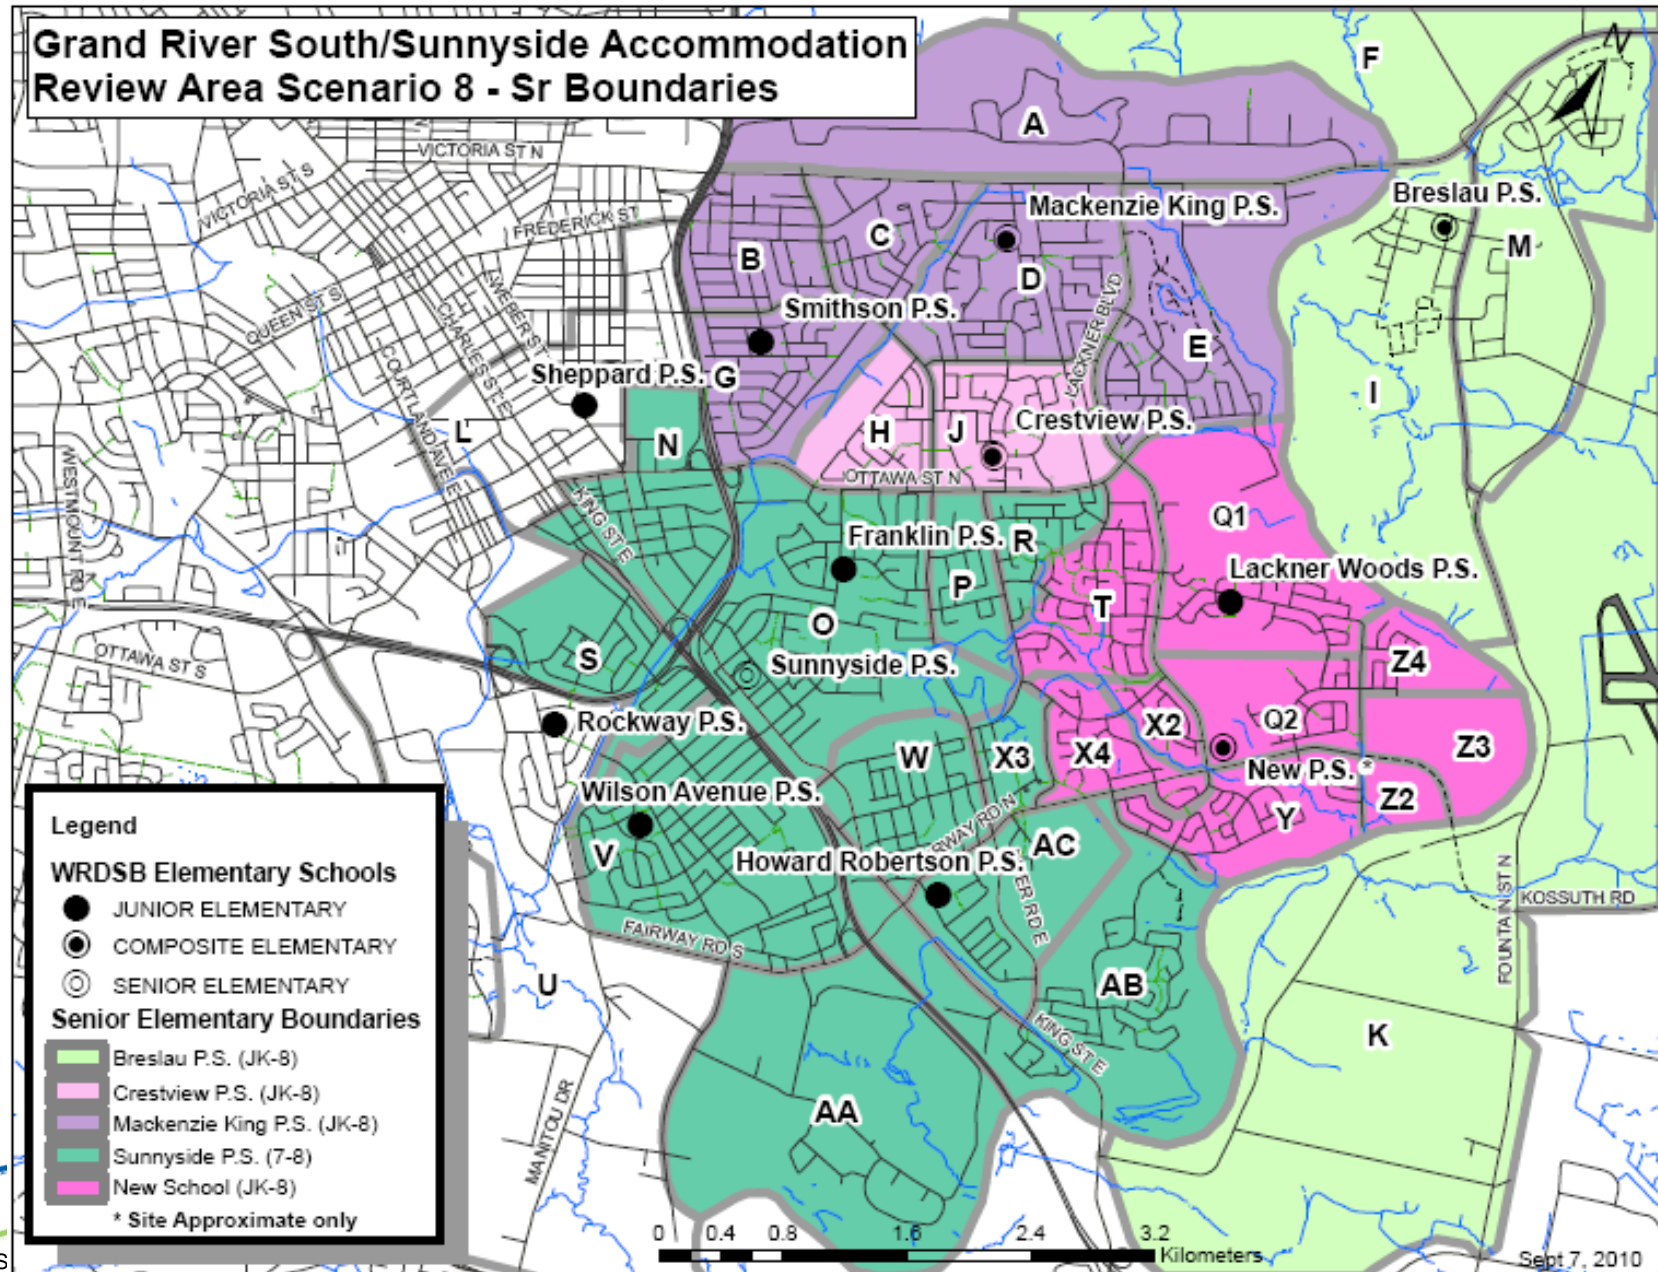 Grand River South/Sunnyside Accommodation
Review Area Scenario 8 - Sr Boundaries
N
F
A
VICTORIA ST N
VICTORIA ST S
FREDERICK ST
Mackenzie King P.S.
Breslau P.S.
B
C
D
M
LACKNER BLVD
WEBER ST
QUEEN ST S
CHARLES ST E
COURTLAND AVE E
Smithson P.S.
E
Sheppard P.S.
G
I
L
N
H
J
Crestview P.S.
OTTAWA ST N
WESTMOUNT RD E
KING ST E
Q1
Franklin P.S.
R
P
T
Lackner Woods P.S.
O
OTTAWA ST S
S
Sunnyside P.S.
Z4
Rockway P.S.
W
X3
X4
X2
Q2
Z3
New P.S. *
Z2
Wilson Avenue P.S.
Y
V
AC
Howard Robertson P.S.
FAIRWAY RD S
FOUNTAIN ST N
KOSSUTH RD
U
AB
KING ST E
K
AA
MANITOU DR
Legend
WRDSB Elementary Schools
JUNIOR ELEMENTARY
COMPOSITE ELEMENTARY
SENIOR ELEMENTARY
Senior Elementary Boundaries
Breslau P.S. (JK-8)
Crestview P.S. (JK-8)
Mackenzie King P.S. (JK-8)
Sunnyside P.S. (7-8)
New School (JK-8)
* Site Approximate only
0 0.4 0.8 1.6 2.4 3.2
Kilometers
Sept 7, 2010